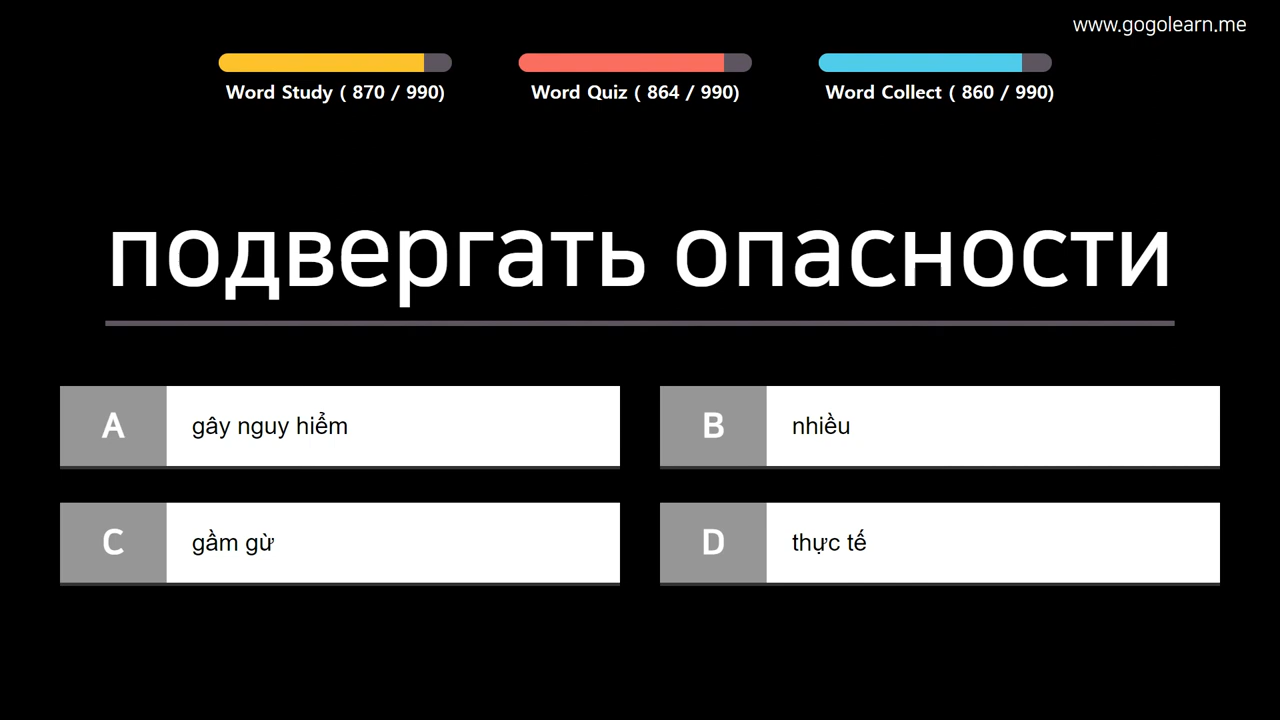 www.gogolearn.me
Word Study ( 870 / 990)
Word Quiz ( 864 / 990)
Word Collect ( 860 / 990)
подвергать опасности
A
gây nguy hiểm
B
nhiều
C
gầm gừ
D
thực tế